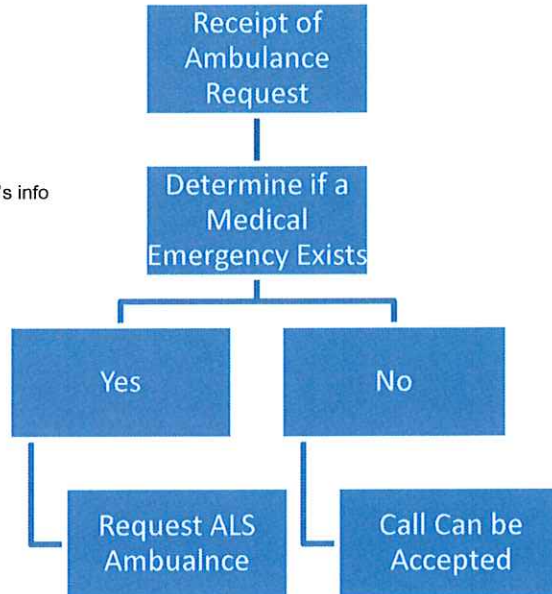 Receipt of
Ambulance
Request
's info
Determine if a
Medical
Emergency Exists
Yes
No
Request ALS
Ambualnce
Call Can be
Accepted